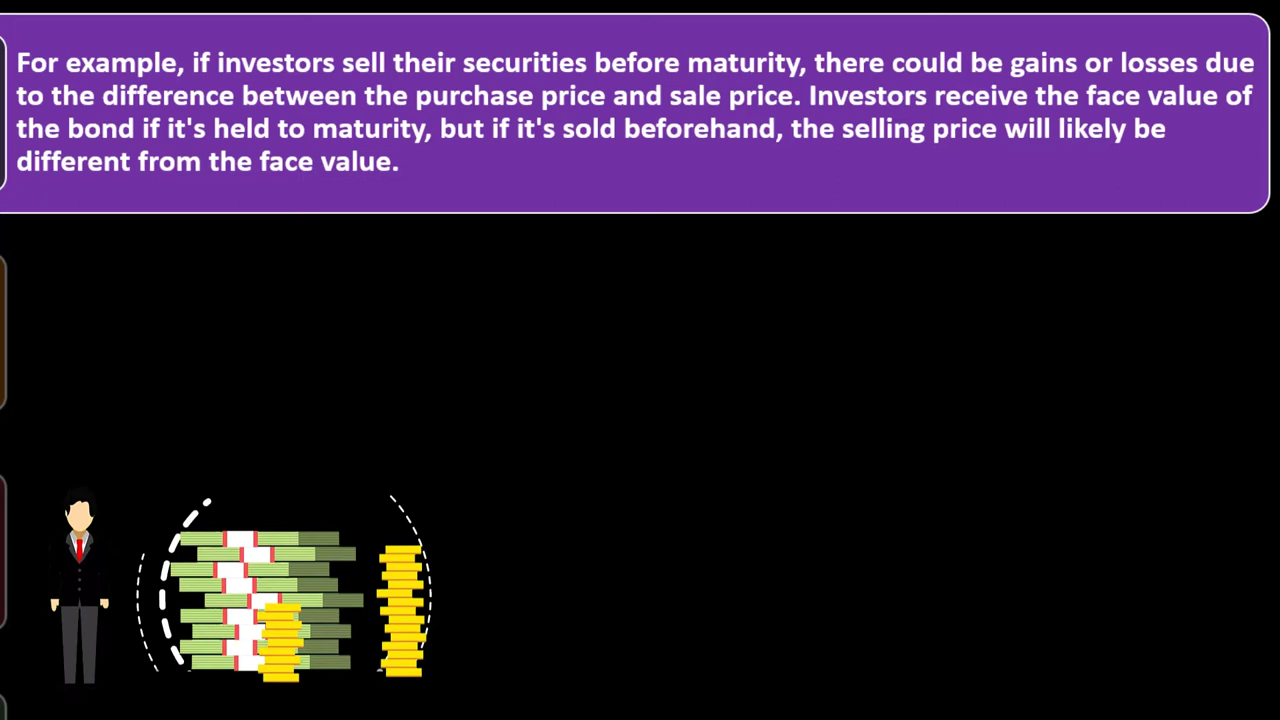 For example, if investors sell their securities before maturity, there could be gains or losses due
to the difference between the purchase price and sale price. Investors receive the face value of
the bond if it's held to maturity, but if it's sold beforehand, the selling price will likely be
different from the face value.